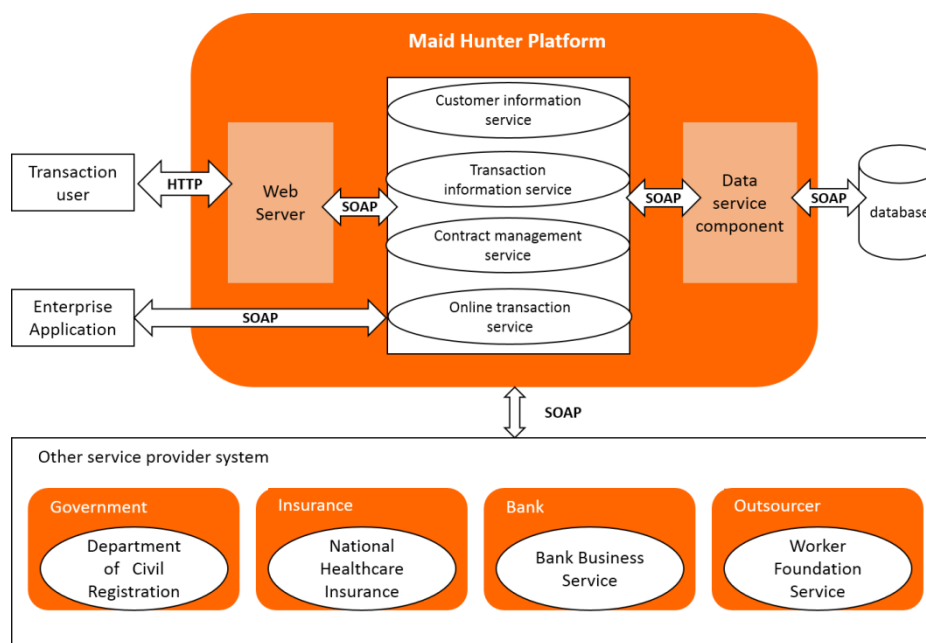 Maid Hunter Platform
Customer information
service
Transaction
user
HTTP
Web
Server
SOAP
Transaction
information service
SOAP
Data
service
component
SOAP
database
Contract management
service
Enterprise
Application
SOAP
Online transaction
service
SOAP
Other service provider system
Government
Department
of Civil
Registration
Insurance
National
Healthcare
Insurance
Bank
Bank Business
Service
Outsourcer
Worker
Foundation
Service